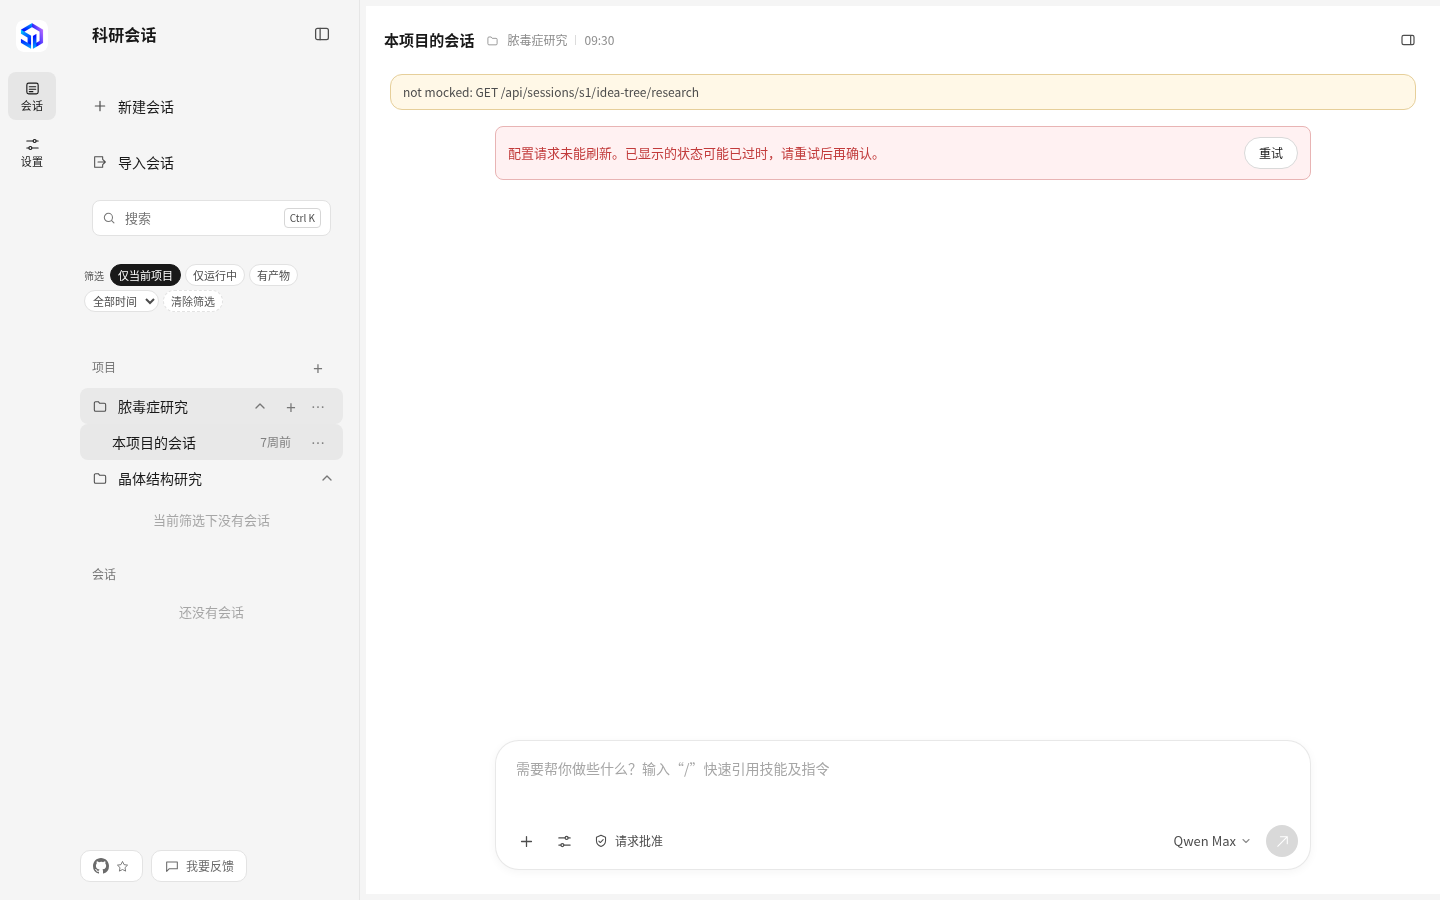 科研会话
会话
设置
新建会话
导入会话
搜索 Ctrl K
筛选 仅当前项目 仅运行中 有产物
全部时间 清除筛选
项目
脓毒症研究
本项目的会话 7周前
晶体结构研究
当前筛选下没有会话
会话
还没有会话
我要反馈
本项目的会话 脓毒症研究 09:30
not mocked: GET /api/sessions/s1/idea-tree/research
配置请求未能刷新。已显示的状态可能已过时，请重试后再确认。 重试
需要帮你做些什么？输入“/”快速引用技能及指令
请求批准 Qwen Max